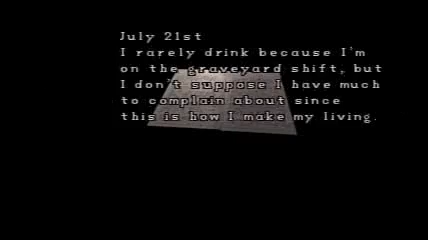 July 21st
I rarely drink because I'm
on the graveyard shift, but
I don't suppose I have much
to complain about since
this is how I make my living.